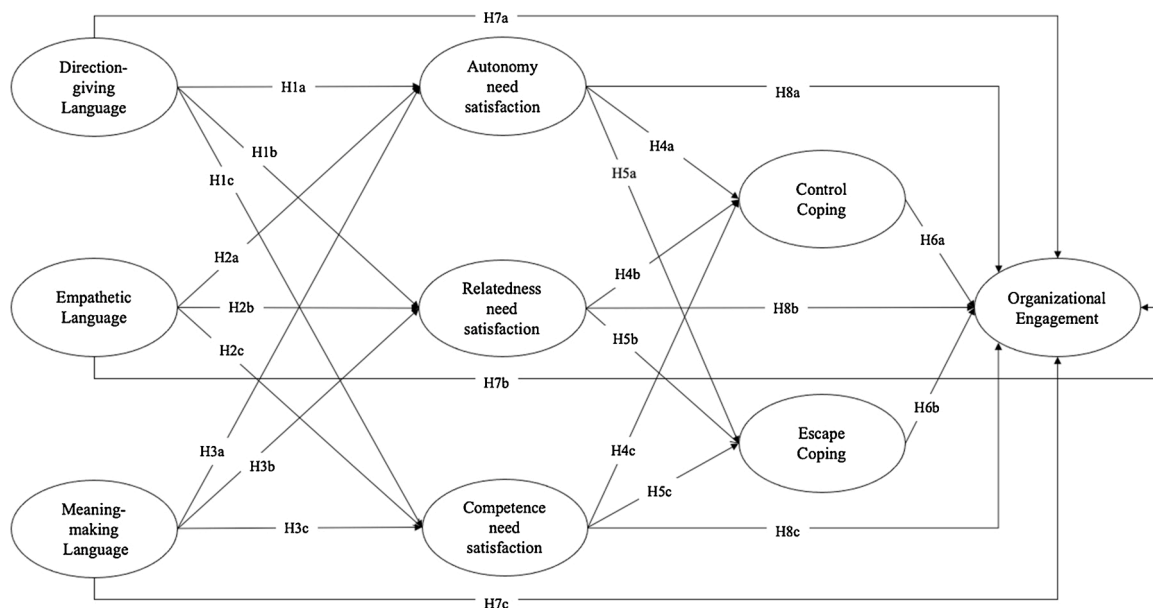 H7a
Direction-
giving
Language
H1a
Autonomy
need
satisfaction
H8a
H1b
H4a
H1c
H5a
Control
Coping
H2a
H6a
H4b
Empathetic
Language
H2b
Relatedness
need
satisfaction
H8b
Organizational
Engagement
H2c
H5b
H7b
H6b
Escape
Coping
H3a
H4c
H3b
H5c
Meaning-
making
Language
H3c
Competence
need
satisfaction
H8c
H7c